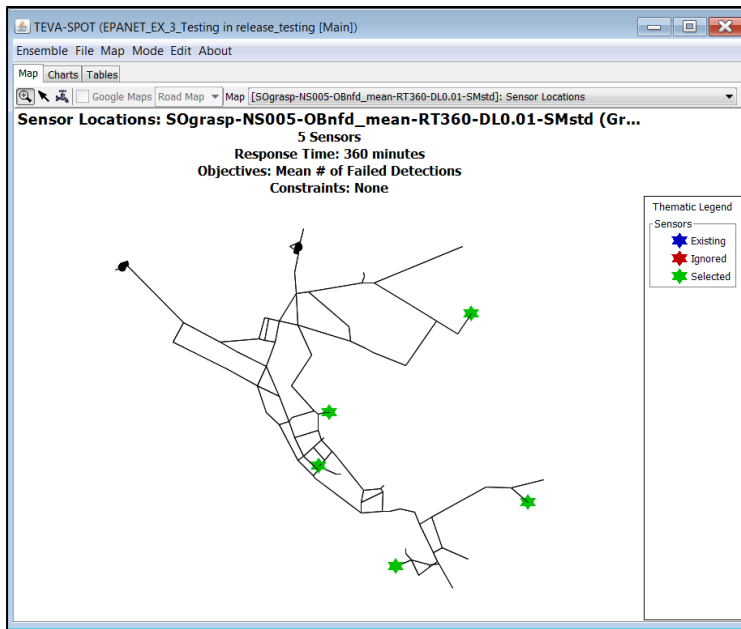 TEVA-SPOT (EPANET_EX_3_Testing in release_testing [Main])
Ensemble File Map Mode Edit About
Map Charts Tables
Google Maps Road Map Map [SOgrasp-NS005-OBnfd_mean-RT360-DL0.01-SMstd]: Sensor Locations
Sensor Locations: SOgrasp-NS005-OBnfd_mean-RT360-DL0.01-SMstd (Gr...
5 Sensors
Response Time: 360 minutes
Objectives: Mean # of Failed Detections
Constraints: None
Thematic Legend
Sensors
Existing
Ignored
Selected